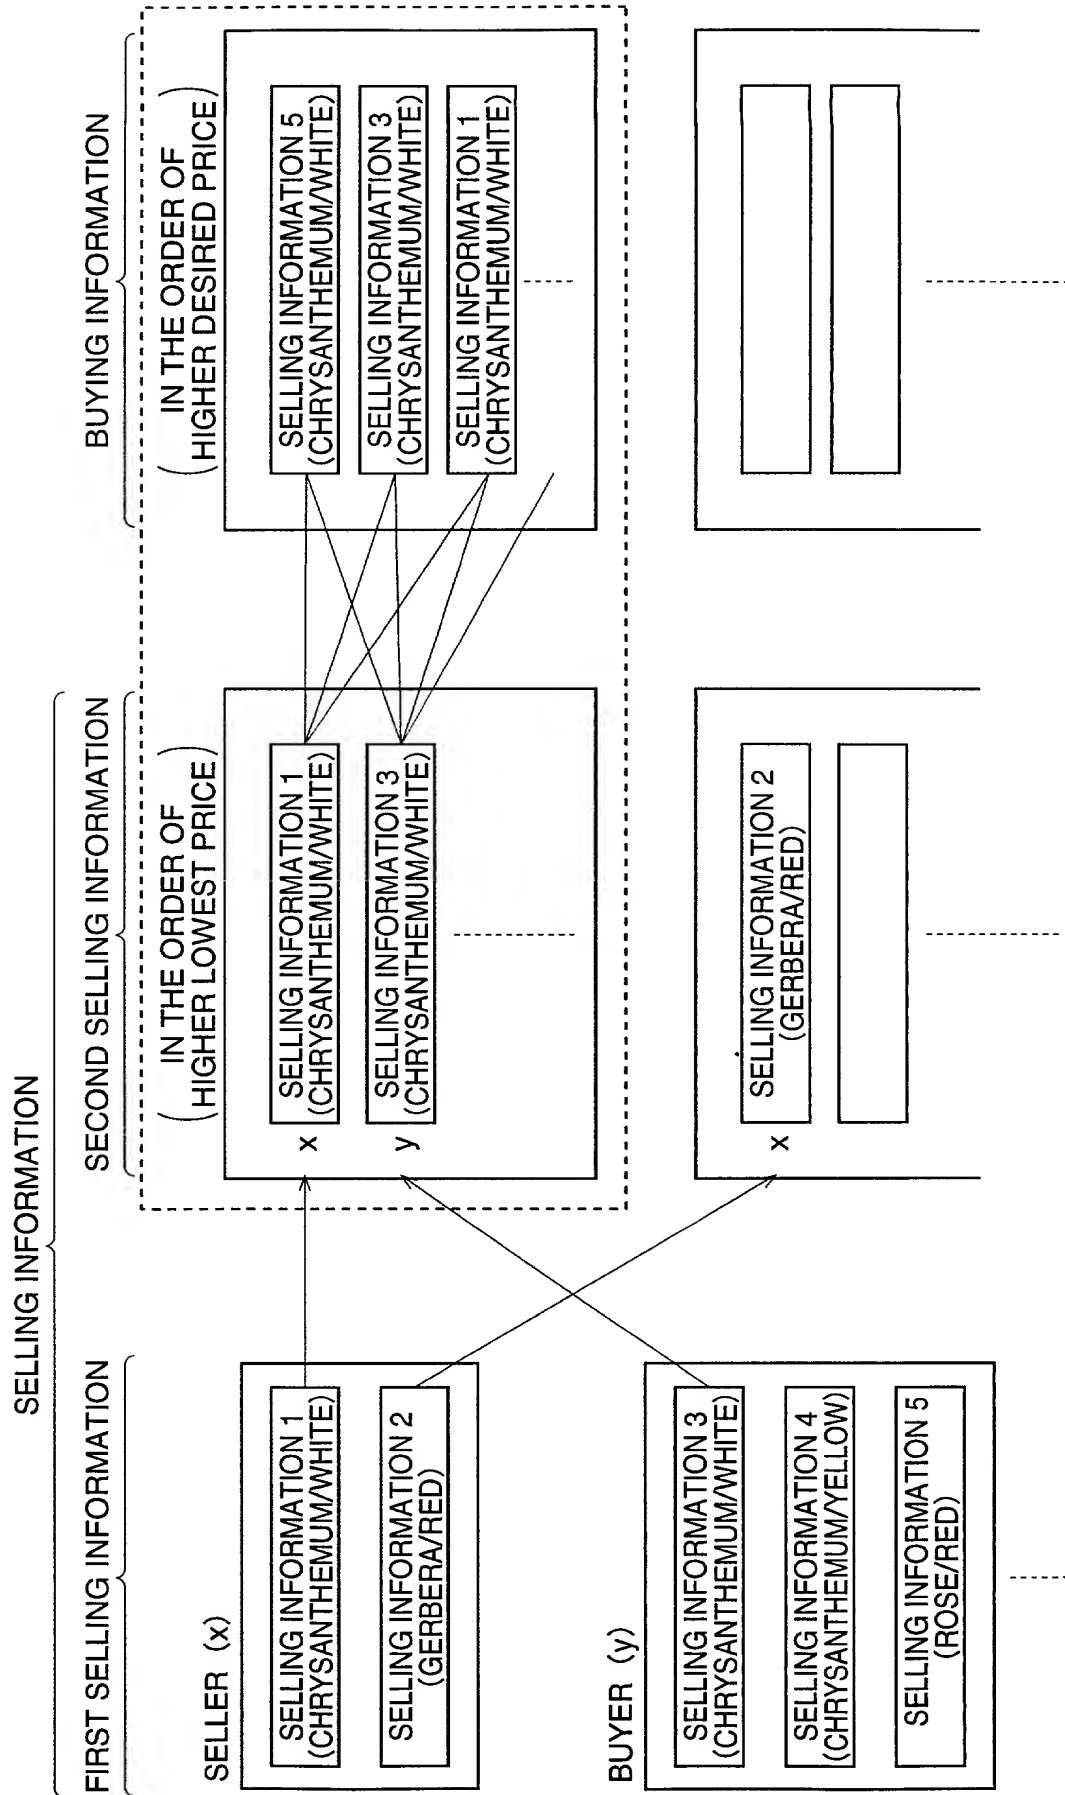 SELLING INFORMATION
FIRST SELLING INFORMATION
SECOND SELLING INFORMATION
BUYING INFORMATION
SELLER (x)
SELLING INFORMATION 1
(CHRYSANTHEMUM/WHITE)
SELLING INFORMATION 2
(GERBERA/RED)
BUYER (y)
SELLING INFORMATION 3
(CHRYSANTHEMUM/WHITE)
SELLING INFORMATION 4
(CHRYSANTHEMUM/YELLOW)
SELLING INFORMATION 5
(ROSE/RED)
(IN THE ORDER OF
HIGHER LOWEST PRICE)
x
SELLING INFORMATION 1
(CHRYSANTHEMUM/WHITE)
y
SELLING INFORMATION 3
(CHRYSANTHEMUM/WHITE)
x
SELLING INFORMATION 2
(GERBERA/RED)
(IN THE ORDER OF
HIGHER DESIRED PRICE)
SELLING INFORMATION 5
(CHRYSANTHEMUM/WHITE)
SELLING INFORMATION 3
(CHRYSANTHEMUM/WHITE)
SELLING INFORMATION 1
(CHRYSANTHEMUM/WHITE)